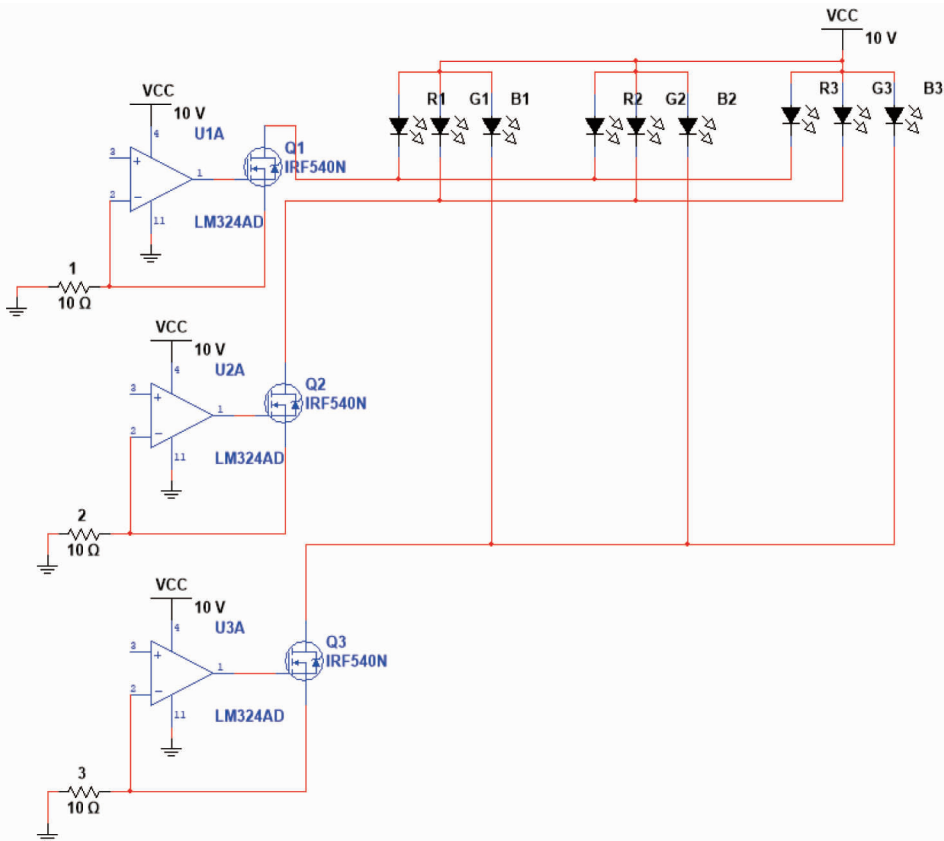 VCC
10 V
R1 G1 B1
R2 G2 B2
R3 G3 B3
VCC
10 V
U1A
4
3
+
2
−
1
11
Q1
IRF540N
LM324AD
1
10 Ω
VCC
10 V
U2A
4
3
+
2
−
1
11
Q2
IRF540N
LM324AD
2
10 Ω
VCC
10 V
U3A
4
3
+
2
−
1
11
Q3
IRF540N
LM324AD
3
10 Ω